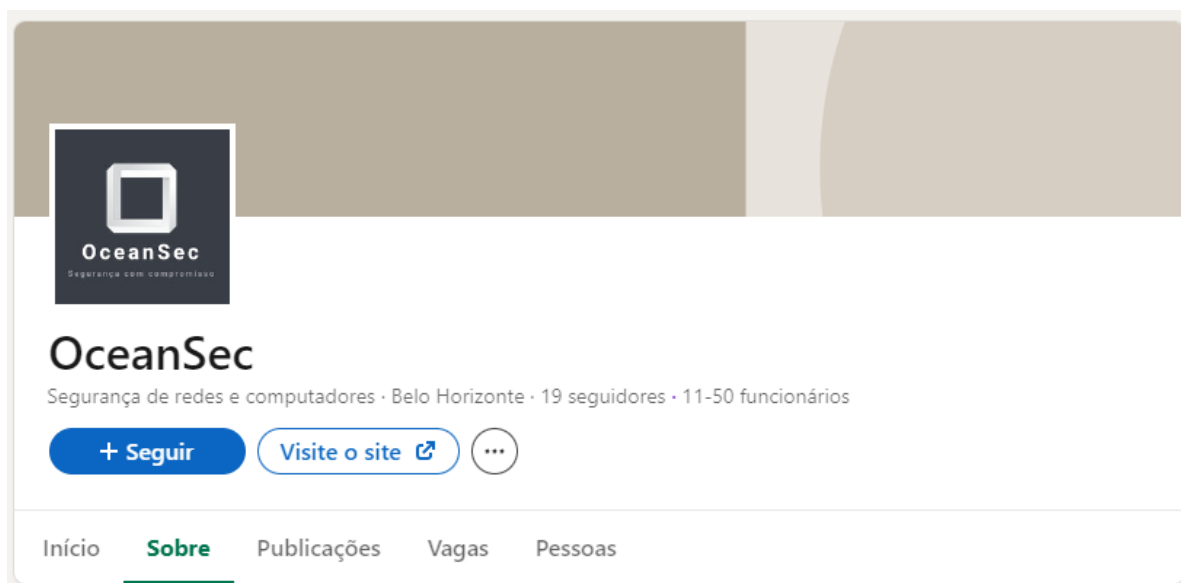 OceanSec
Segurança com compromisso
OceanSec
Segurança de redes e computadores · Belo Horizonte · 19 seguidores · 11-50 funcionários
+ Seguir Visite o site ···
Início Sobre Publicações Vagas Pessoas